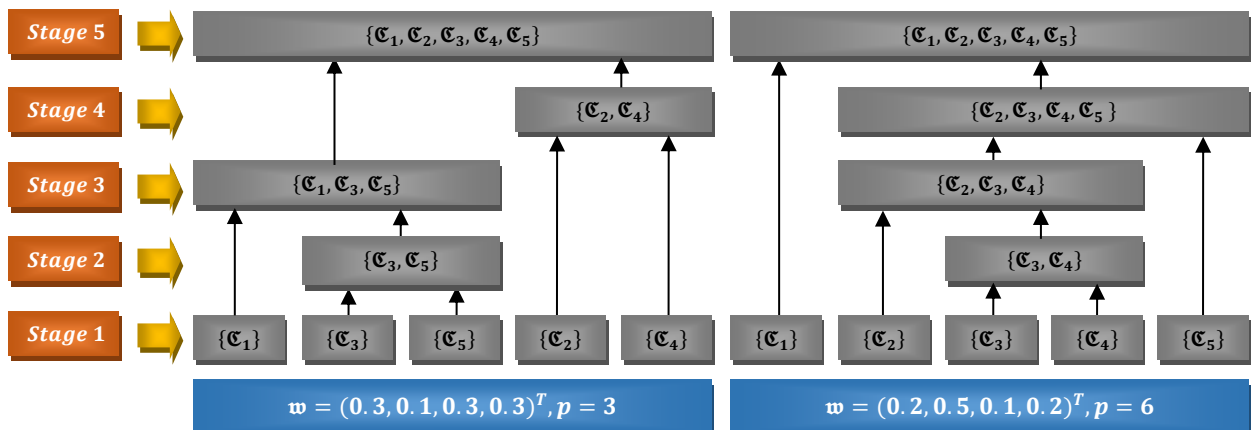 Stage 5
{ℭ₁, ℭ₂, ℭ₃, ℭ₄, ℭ₅}
{ℭ₁, ℭ₂, ℭ₃, ℭ₄, ℭ₅}
Stage 4
{ℭ₂, ℭ₄}
{ℭ₂, ℭ₃, ℭ₄, ℭ₅}
Stage 3
{ℭ₁, ℭ₃, ℭ₅}
{ℭ₂, ℭ₃, ℭ₄}
Stage 2
{ℭ₃, ℭ₅}
{ℭ₃, ℭ₄}
Stage 1
{ℭ₁}
{ℭ₃}
{ℭ₅}
{ℭ₂}
{ℭ₄}
{ℭ₁}
{ℭ₂}
{ℭ₃}
{ℭ₄}
{ℭ₅}
𝔴 = (0.3, 0.1, 0.3, 0.3)ᵀ, p = 3
𝔴 = (0.2, 0.5, 0.1, 0.2)ᵀ, p = 6